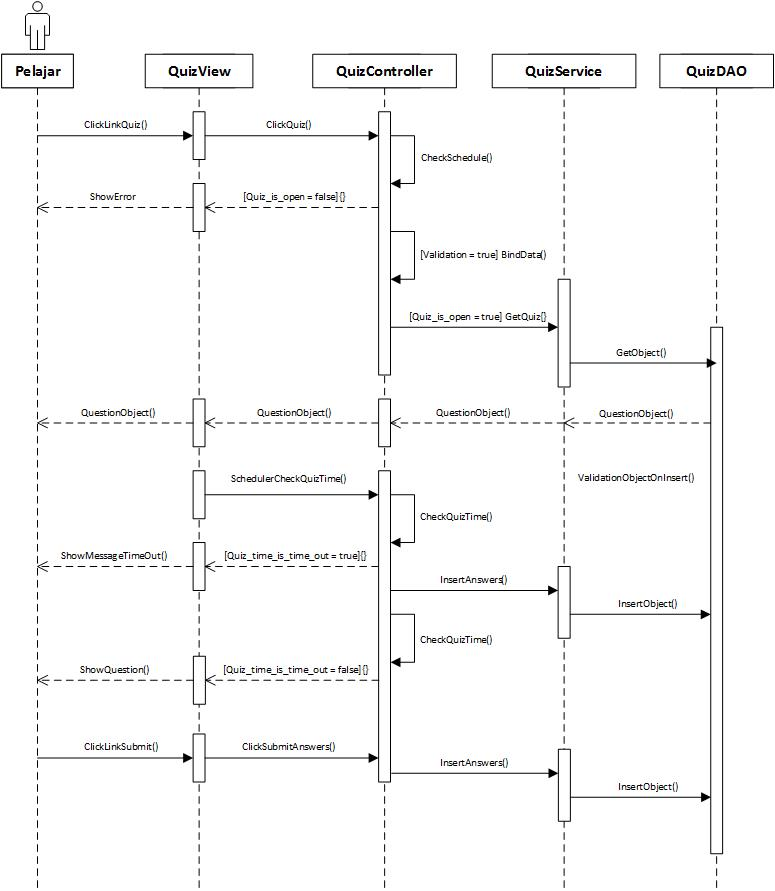 Pelajar
QuizView
QuizController
QuizService
QuizDAO
ClickLinkQuiz()
ClickQuiz()
CheckSchedule()
ShowError
[Quiz_is_open = false]{}
[Validation = true] BindData()
[Quiz_is_open = true] GetQuiz{}
GetObject()
QuestionObject()
QuestionObject()
QuestionObject()
QuestionObject()
SchedulerCheckQuizTime()
ValidationObjectOnInsert()
CheckQuizTime()
ShowMessageTimeOut()
[Quiz_time_is_time_out = true]{}
InsertAnswers()
InsertObject()
CheckQuizTime()
ShowQuestion()
[Quiz_time_is_time_out = false]{}
ClickLinkSubmit()
ClickSubmitAnswers()
InsertAnswers()
InsertObject()